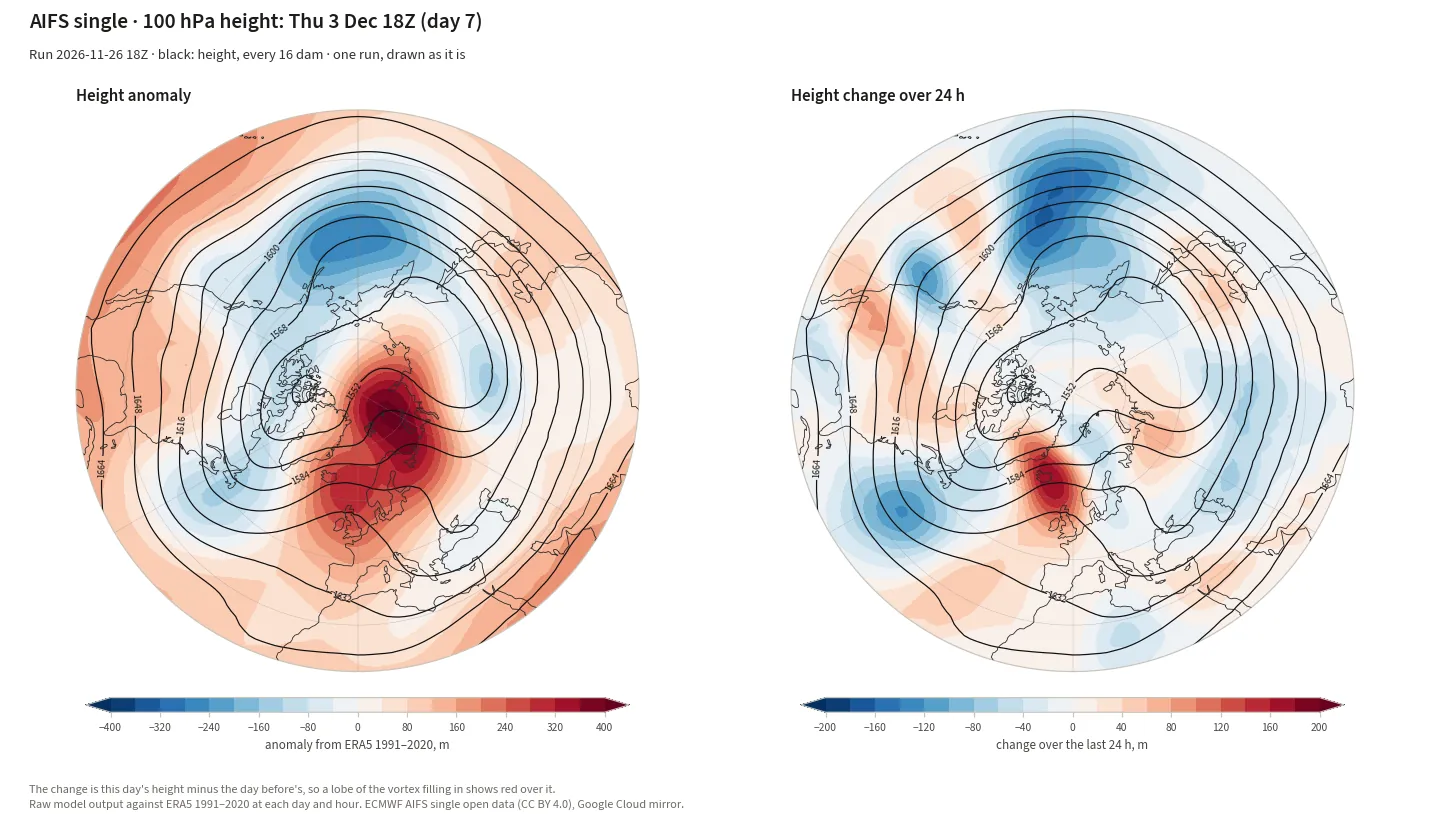 AIFS single · 100 hPa height: Thu 3 Dec 18Z (day 7)
Run 2026-11-26 18Z · black: height, every 16 dam · one run, drawn as it is
Height anomaly
Height change over 24 h
1600
1568
1552
1648
1616
1584
1664
1664
1600
1568
1552
1648
1616
1584
1664
1664
−400 −320 −240 −160 −80 0 80 160 240 320 400
anomaly from ERA5 1991–2020, m
−200 −160 −120 −80 −40 0 40 80 120 160 200
change over the last 24 h, m
The change is this day's height minus the day before's, so a lobe of the vortex filling in shows red over it.
Raw model output against ERA5 1991–2020 at each day and hour. ECMWF AIFS single open data (CC BY 4.0), Google Cloud mirror.